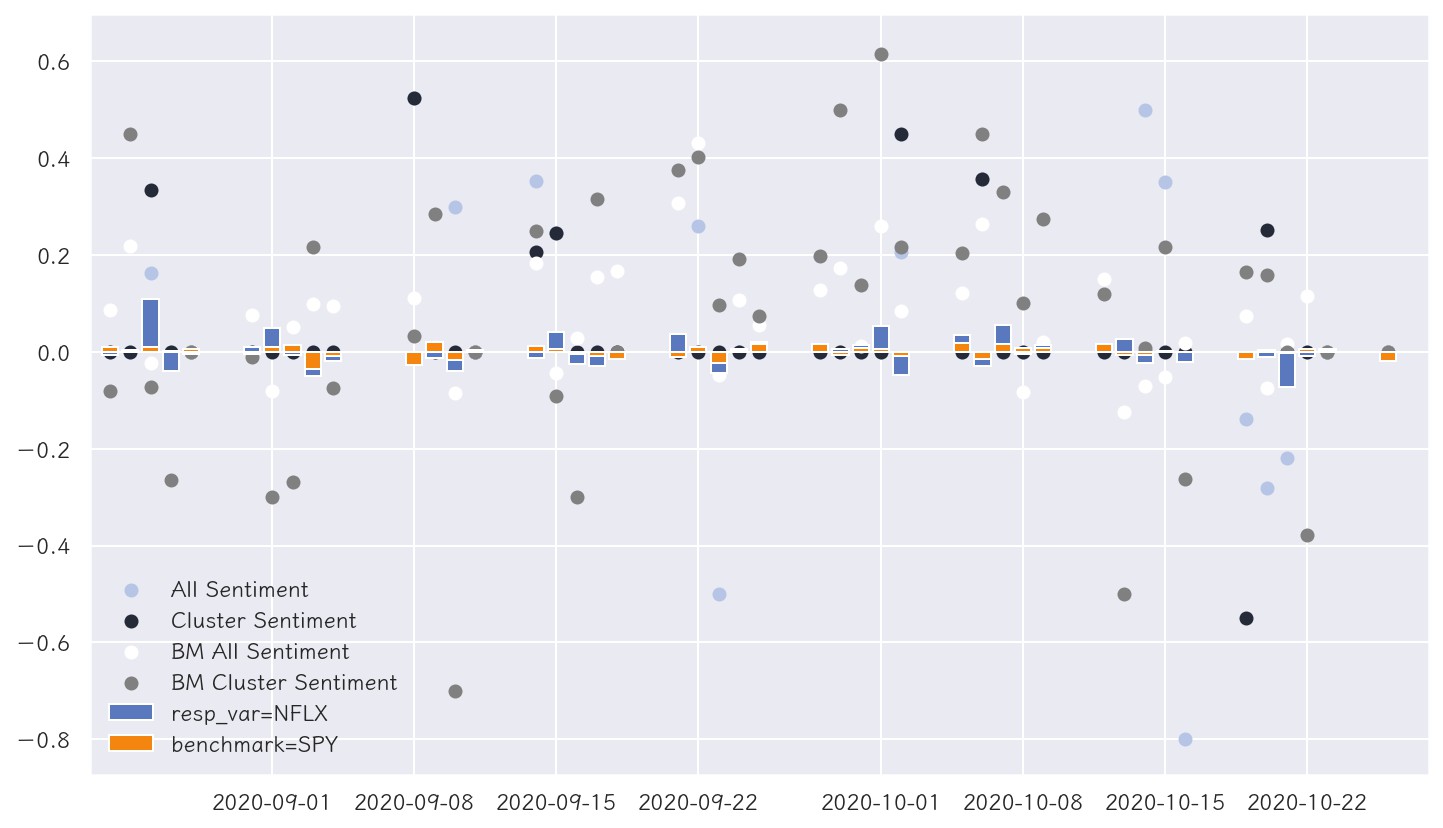 0.6
0.4
0.2
0.0
−0.2
−0.4
−0.6
−0.8
All Sentiment
Cluster Sentiment
BM All Sentiment
BM Cluster Sentiment
resp_var=NFLX
benchmark=SPY
2020-09-01 2020-09-08 2020-09-15 2020-09-22 2020-10-01 2020-10-08 2020-10-15 2020-10-22